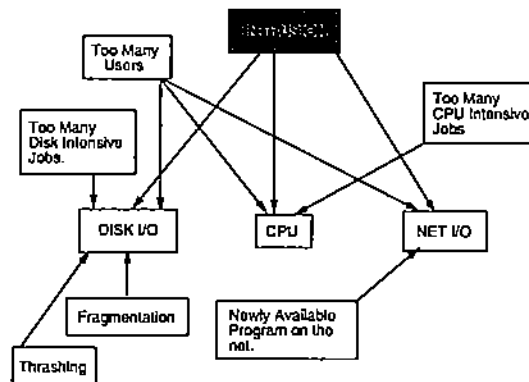 Too Many
Users
Too Many
CPU Intensive
Jobs
Too Many
Disk Intensive
Jobs.
DISK I/O
CPU
NET I/O
Fragmentation
Newly Available
Program on the
net.
Thrashing